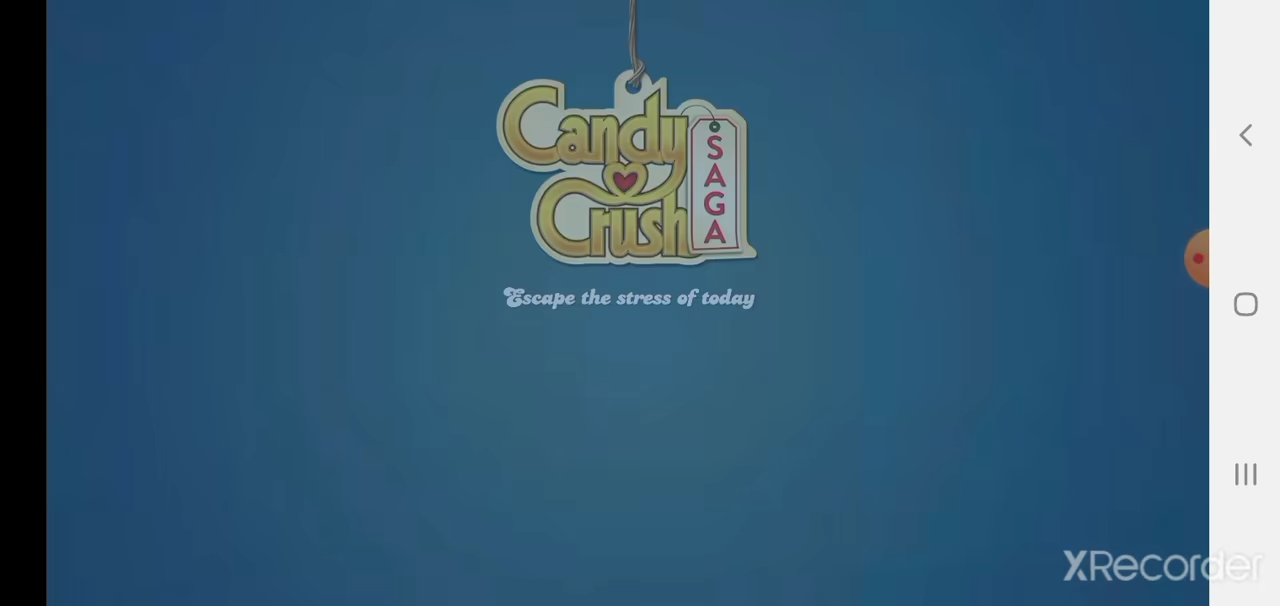 Candy
Crush
SAGA
Escape the stress of today
XRecorder